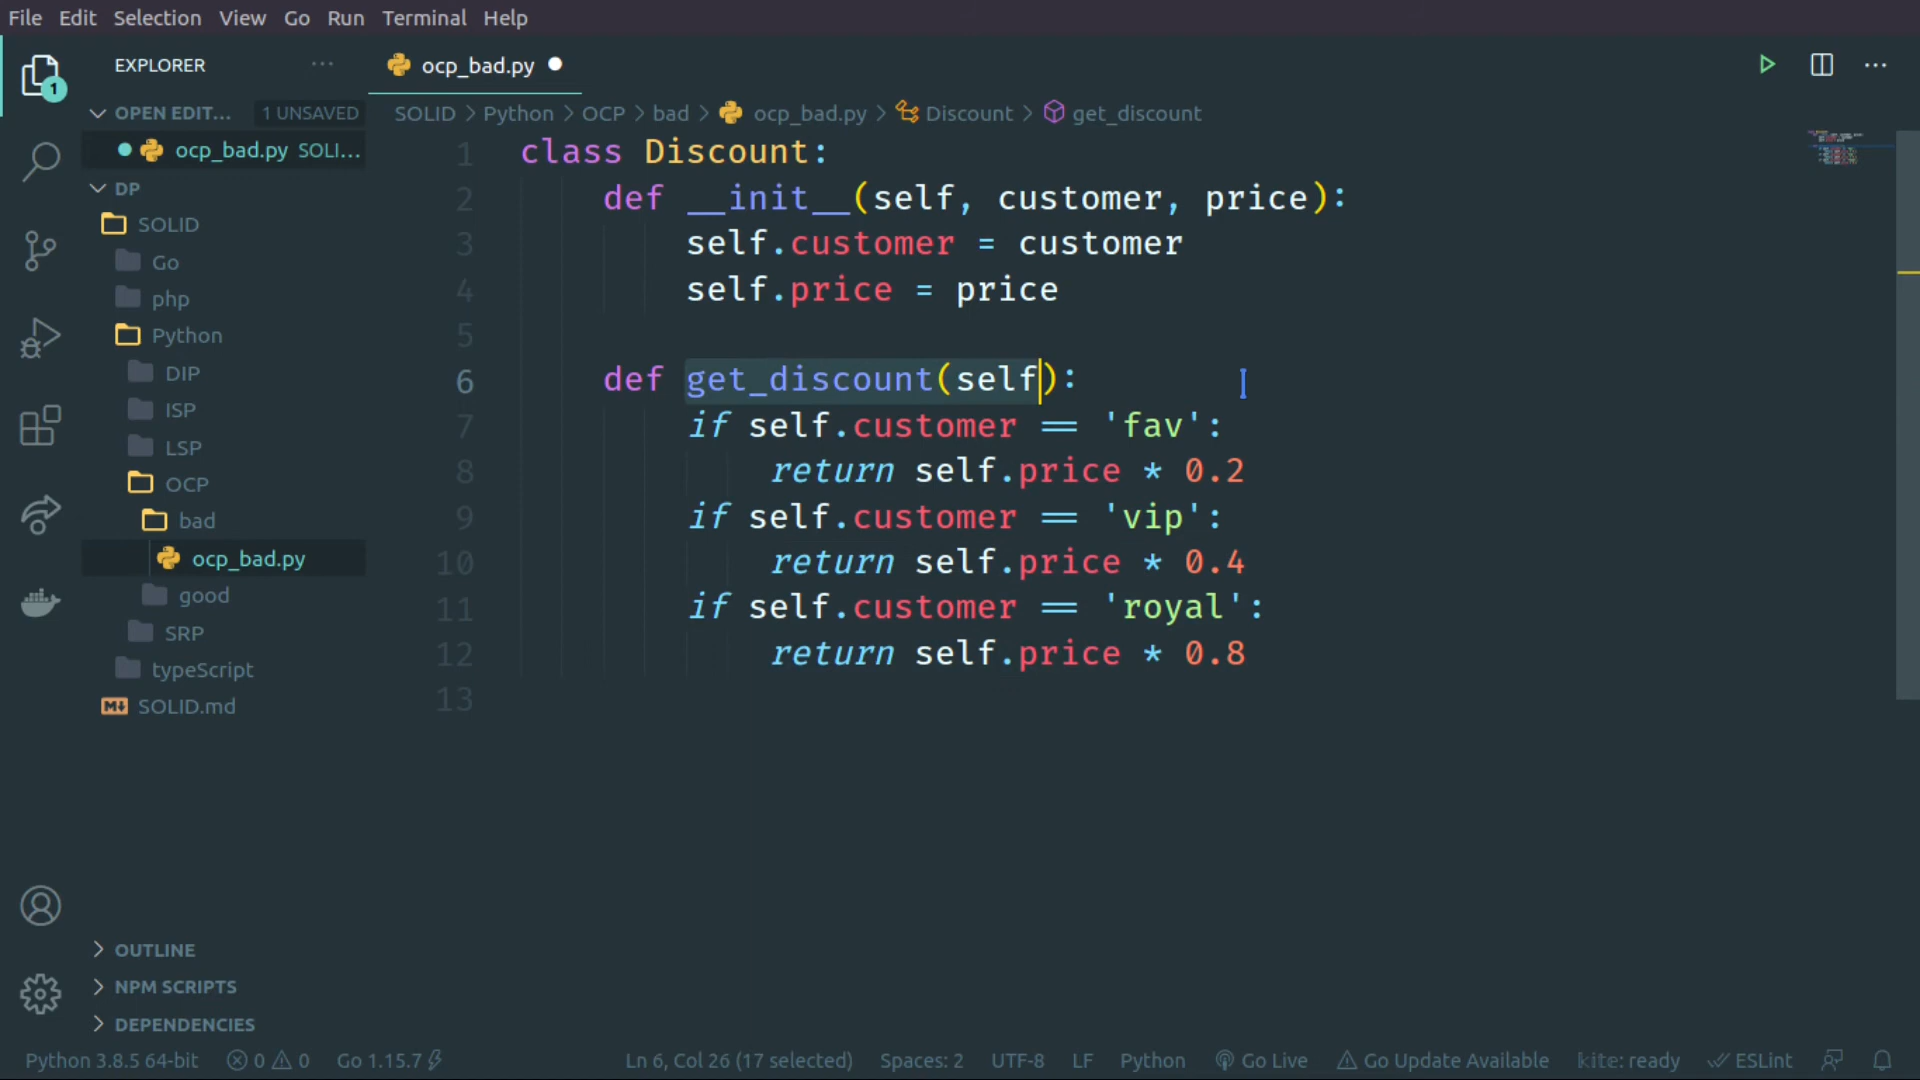 File Edit Selection View Go Run Terminal Help
EXPLORER ···
ocp_bad.py
OPEN EDIT... 1 UNSAVED
ocp_bad.py SOLI...
SOLID > Python > OCP > bad > ocp_bad.py > Discount > get_discount
DP
SOLID
Go
php
Python
DIP
ISP
LSP
OCP
bad
ocp_bad.py
good
SRP
typeScript
SOLID.md
OUTLINE
NPM SCRIPTS
DEPENDENCIES
1 class Discount:
2 def __init__(self, customer, price):
3 self.customer = customer
4 self.price = price
5
6 def get_discount(self):
7 if self.customer == 'fav':
8 return self.price * 0.2
9 if self.customer == 'vip':
10 return self.price * 0.4
11 if self.customer == 'royal':
12 return self.price * 0.8
13
1
Python 3.8.5 64-bit 0 0 Go 1.15.7 Ln 6, Col 26 (17 selected) Spaces: 2 UTF-8 LF Python Go Live Go Update Available kite: ready ESLint